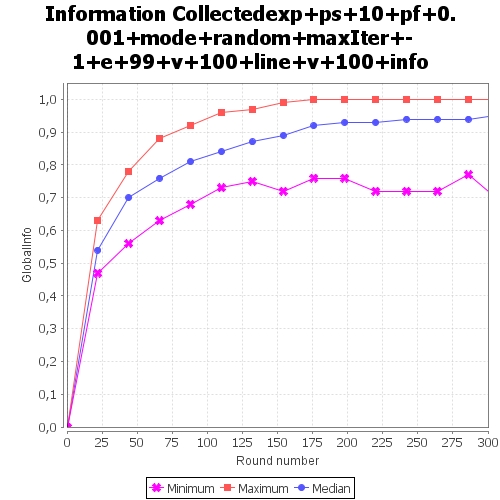 Information Collectedexp+ps+10+pf+0.
001+mode+random+maxIter+-
1+e+99+v+100+line+v+100+info
1,0
0,9
0,8
0,7
0,6
0,5
0,4
0,3
0,2
0,1
0,0
GlobalInfo
0 25 50 75 100 125 150 175 200 225 250 275 300
Round number
Minimum Maximum Median